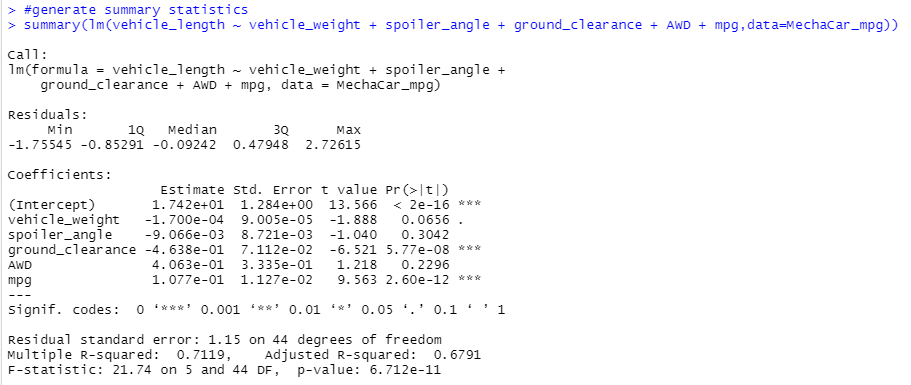 > #generate summary statistics
> summary(lm(vehicle_length ~ vehicle_weight + spoiler_angle + ground_clearance + AWD + mpg,data=MechaCar_mpg))
Call:
lm(formula = vehicle_length ~ vehicle_weight + spoiler_angle +
    ground_clearance + AWD + mpg, data = MechaCar_mpg)
Residuals:
     Min       1Q   Median       3Q      Max
-1.75545 -0.85291 -0.09242  0.47948  2.72615
Coefficients:
                   Estimate Std. Error t value Pr(>|t|)
(Intercept)       1.742e+01  1.284e+00  13.566  < 2e-16 ***
vehicle_weight   -1.700e-04  9.005e-05  -1.888   0.0656 .
spoiler_angle    -9.066e-03  8.721e-03  -1.040   0.3042
ground_clearance -4.638e-01  7.112e-02  -6.521 5.77e-08 ***
AWD               4.063e-01  3.335e-01   1.218   0.2296
mpg               1.077e-01  1.127e-02   9.563 2.60e-12 ***
---
Signif. codes:  0 ‘***’ 0.001 ‘**’ 0.01 ‘*’ 0.05 ‘.’ 0.1 ‘ ’ 1
Residual standard error: 1.15 on 44 degrees of freedom
Multiple R-squared:  0.7119,    Adjusted R-squared:  0.6791
F-statistic: 21.74 on 5 and 44 DF,  p-value: 6.712e-11